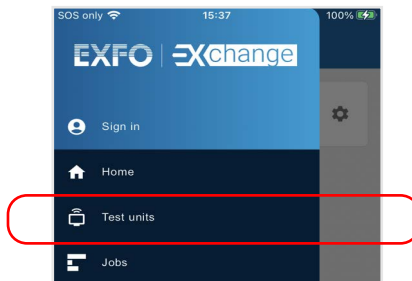 SOS only 15:37 100%
EXFO | EXchange
Sign in
Home
Test units
Jobs